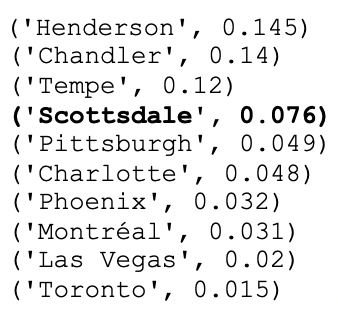 ('Henderson', 0.145)
('Chandler', 0.14)
('Tempe', 0.12)
('Scottsdale', 0.076)
('Pittsburgh', 0.049)
('Charlotte', 0.048)
('Phoenix', 0.032)
('Montréal', 0.031)
('Las Vegas', 0.02)
('Toronto', 0.015)